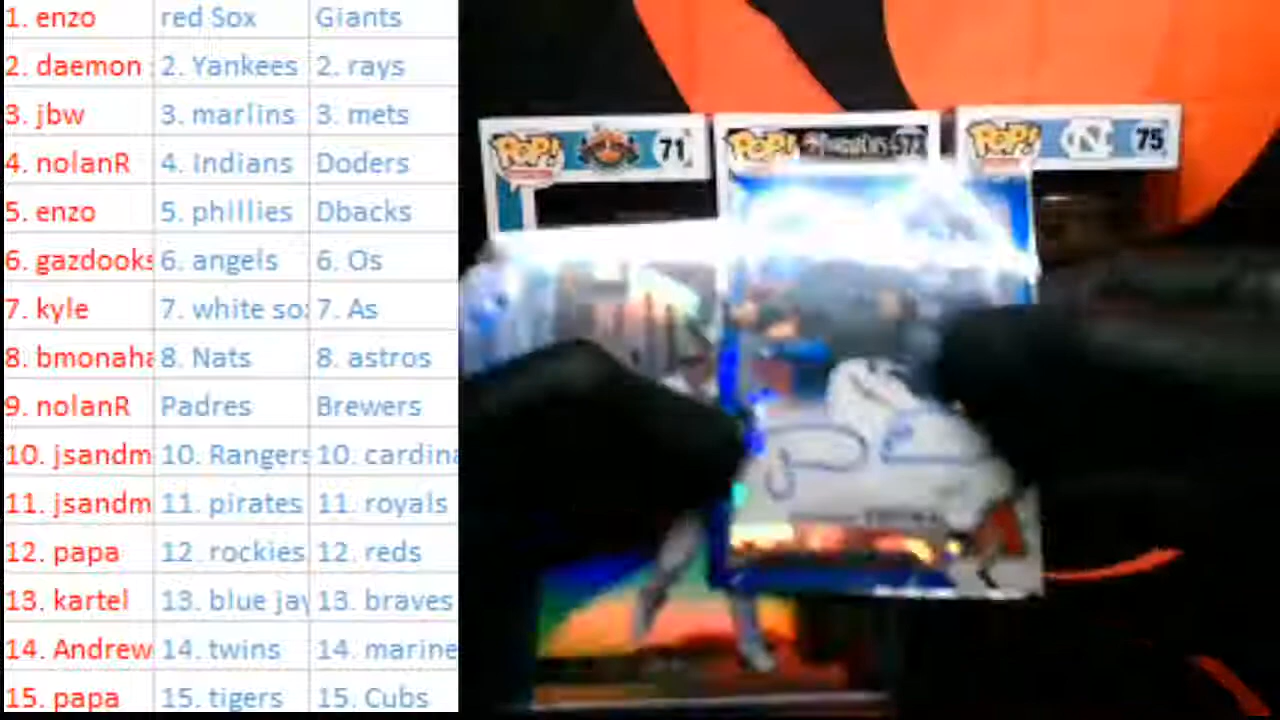 1. enzo red Sox Giants
2. daemon 2. Yankees 2. rays
3. jbw 3. marlins 3. mets
4. nolanR 4. Indians Doders
5. enzo 5. phillies Dbacks
6. gazdooks 6. angels 6. Os
7. kyle 7. white so 7. As
8. bmonaha 8. Nats 8. astros
9. nolanR Padres Brewers
10. jsandm 10. Rangers 10. cardina
11. jsandm 11. pirates 11. royals
12. papa 12. rockies 12. reds
13. kartel 13. blue jay 13. braves
14. Andrew 14. twins 14. marine
15. papa 15. tigers 15. Cubs
POP! 71
POP!
POP! NC 75